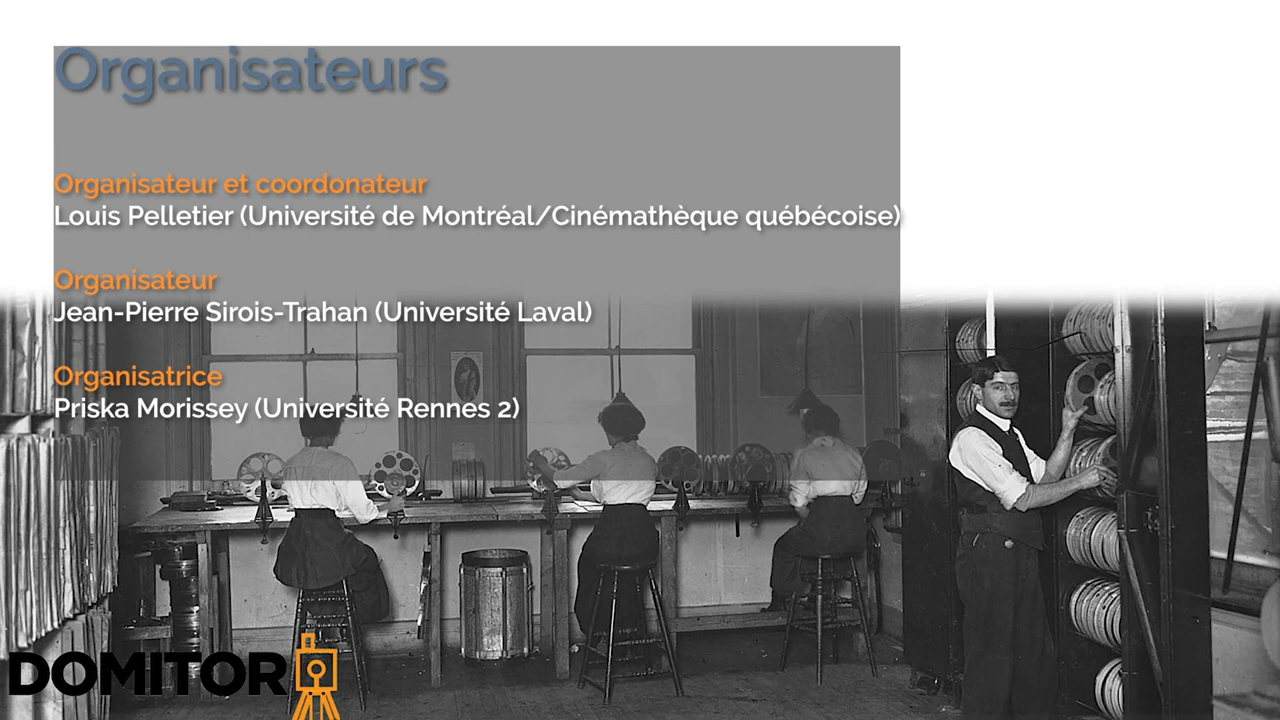 Organisateurs
Organisateur et coordonateur
Louis Pelletier (Université de Montréal/Cinémathèque québécoise)
Organisateur
Jean-Pierre Sirois-Trahan (Université Laval)
Organisatrice
Priska Morissey (Université Rennes 2)
DOMITOR